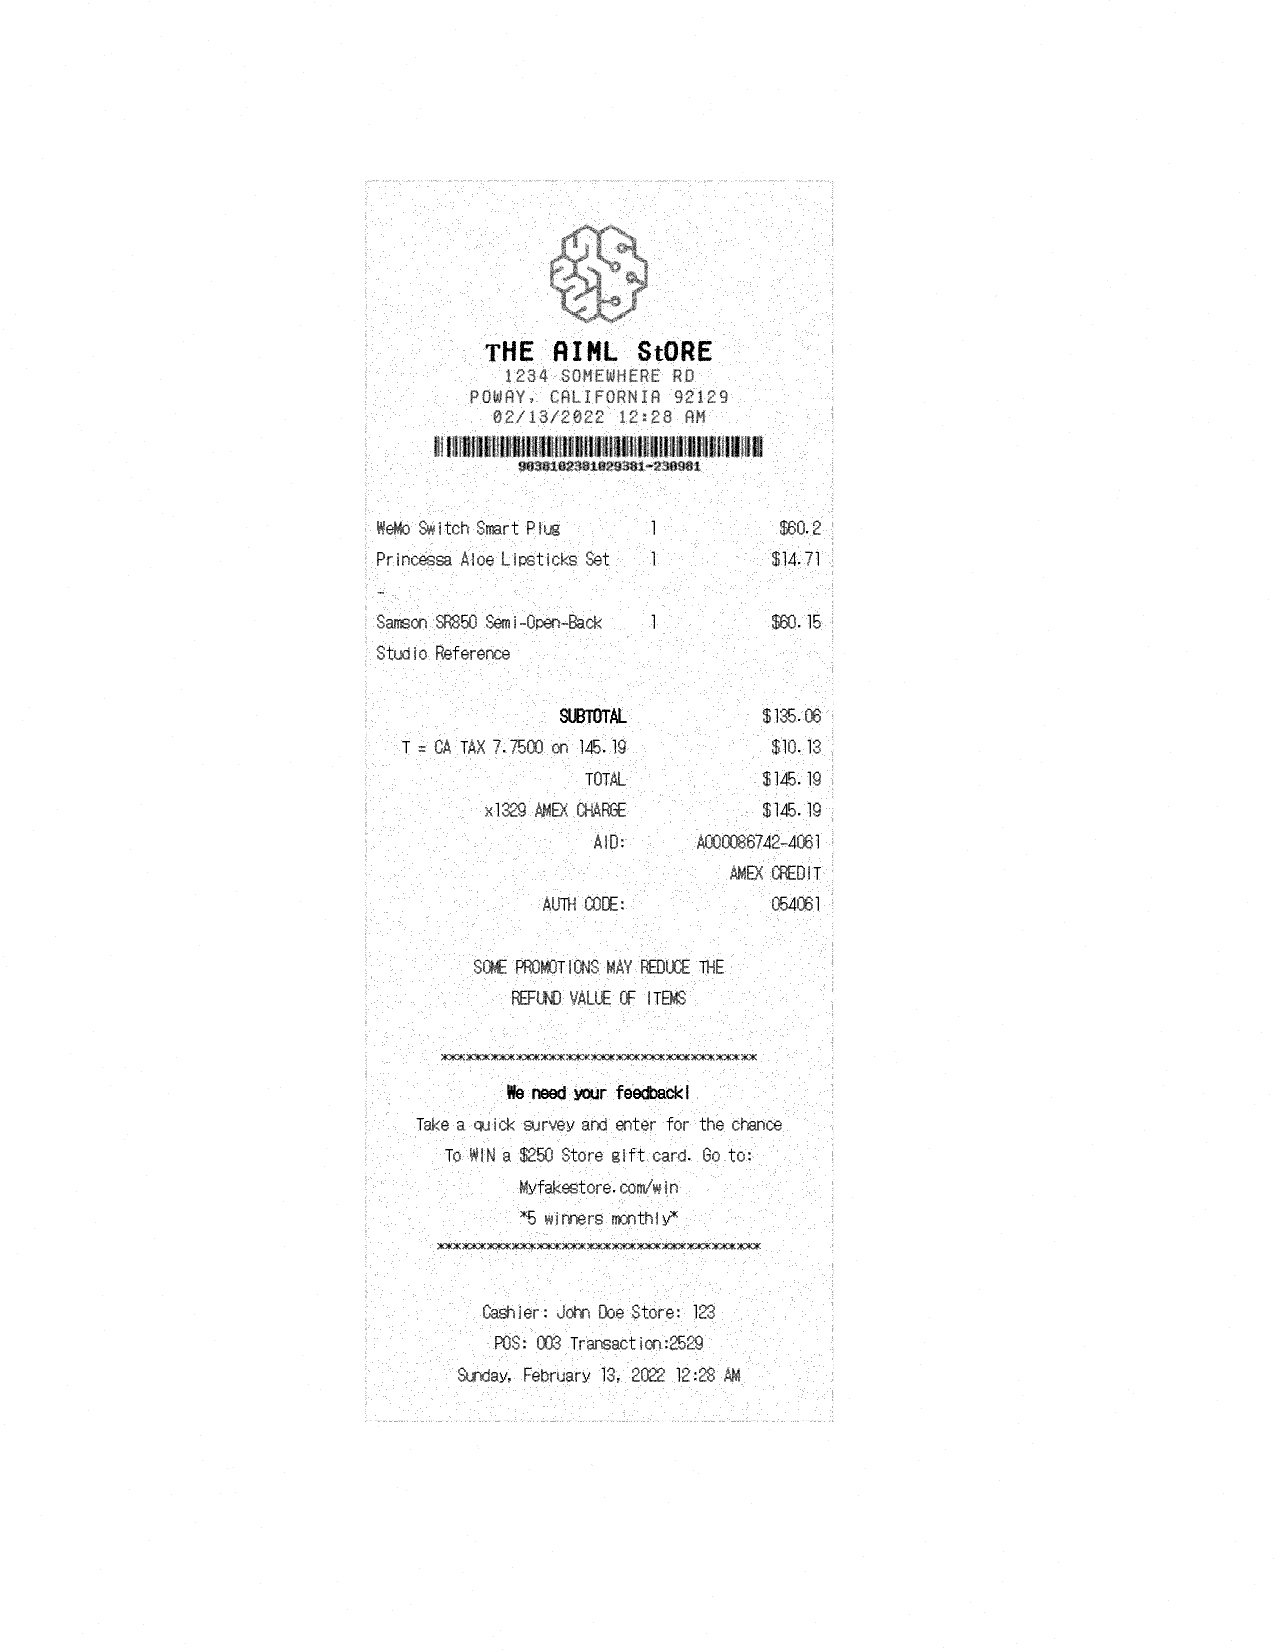 THE AIML StORE
1234 SOMEWHERE RD
POWAY, CALIFORNIA 92129
02/13/2022 12:28 AM
9038102381029381-230981
WeMo Switch Smart Plug 1 $60.2
Princessa Aloe Lipsticks Set 1 $14.71
-
Samson SR850 Semi-Open-Back 1 $60.15
Studio Reference
SUBTOTAL $135.06
T = CA TAX 7.7500 on 145.19 $10.13
TOTAL $145.19
x1329 AMEX CHARGE $145.19
AID: A000086742-4061
AMEX CREDIT
AUTH CODE: 054061
SOME PROMOTIONS MAY REDUCE THE
REFUND VALUE OF ITEMS
**************************************
We need your feedback!
Take a quick survey and enter for the chance
To WIN a $250 Store gift card. Go to:
Myfakestore.com/win
*5 winners monthly*
***************************************
Cashier: John Doe Store: 123
POS: 003 Transaction:2529
Sunday, February 13, 2022 12:28 AM